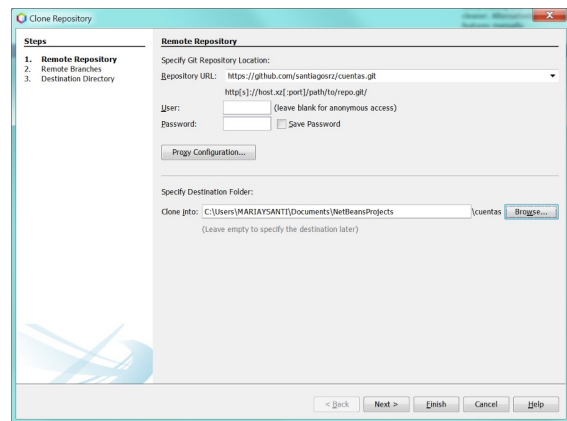 Clone Repository
Steps
1. Remote Repository
2. Remote Branches
3. Destination Directory
Remote Repository
Specify Git Repository Location:
Repository URL: https://github.com/santiagosrz/cuentas.git
http[s]://host.xz[:port]/path/to/repo.git/
User: (leave blank for anonymous access)
Password: Save Password
Proxy Configuration...
Specify Destination Folder:
Clone into: C:\Users\MARIAYSANTI\Documents\NetBeansProjects \cuentas Browse...
(Leave empty to specify the destination later)
< Back Next > Finish Cancel Help